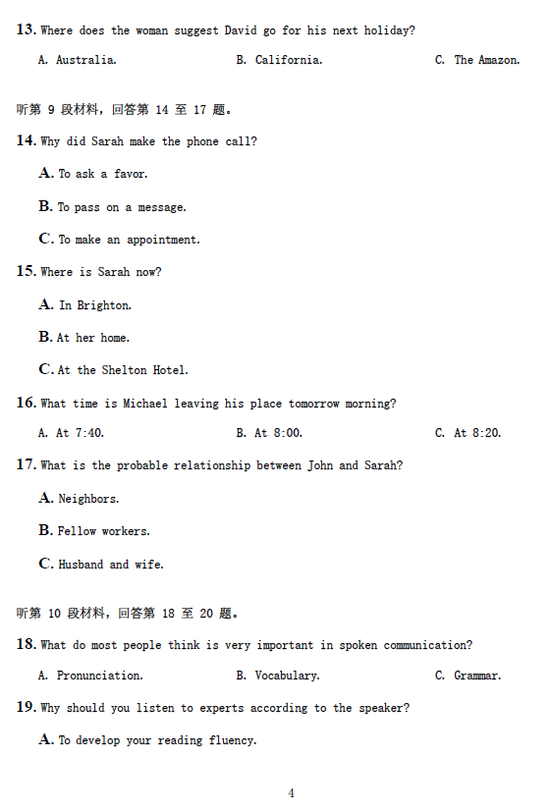 13. Where does the woman suggest David go for his next holiday?
A. Australia. B. California. C. The Amazon.
听第 9 段材料，回答第 14 至 17 题。
14. Why did Sarah make the phone call?
A. To ask a favor.
B. To pass on a message.
C. To make an appointment.
15. Where is Sarah now?
A. In Brighton.
B. At her home.
C. At the Shelton Hotel.
16. What time is Michael leaving his place tomorrow morning?
A. At 7:40. B. At 8:00. C. At 8:20.
17. What is the probable relationship between John and Sarah?
A. Neighbors.
B. Fellow workers.
C. Husband and wife.
听第 10 段材料，回答第 18 至 20 题。
18. What do most people think is very important in spoken communication?
A. Pronunciation. B. Vocabulary. C. Grammar.
19. Why should you listen to experts according to the speaker?
A. To develop your reading fluency.
4